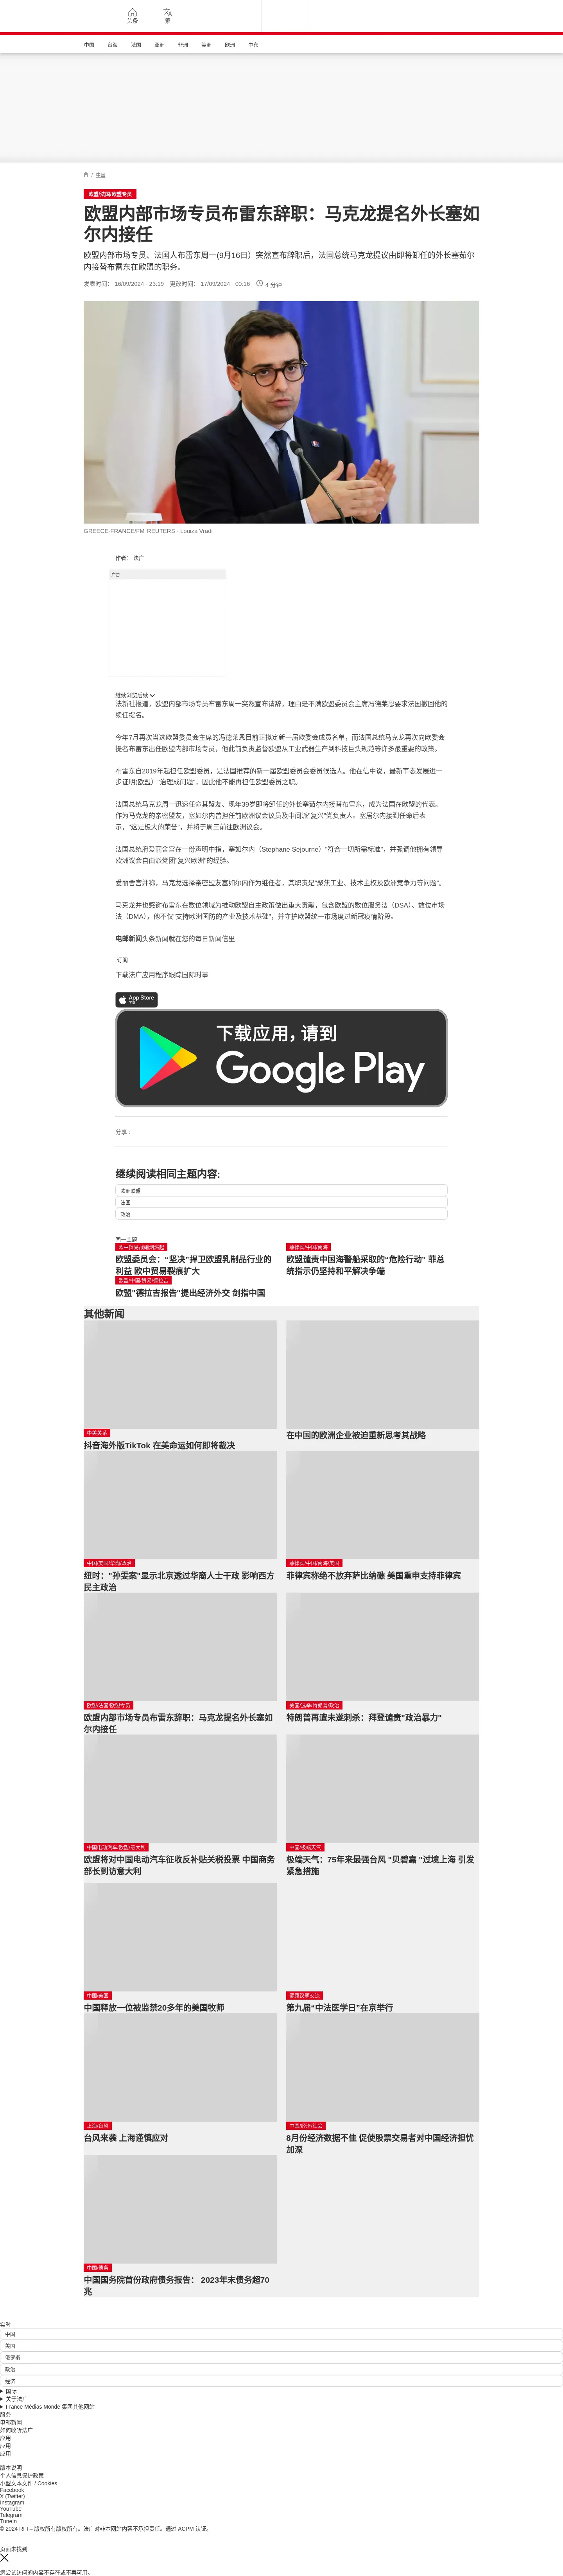 头条
繁
中国
台海
法国
亚洲
非洲
美洲
欧洲
中东
/ 中国
欧盟/法国/欧盟专员
欧盟内部市场专员布雷东辞职：马克龙提名外长塞如
尔内接任
欧盟内部市场专员、法国人布雷东周一(9月16日）突然宣布辞职后，法国总统马克龙提议由即将卸任的外长塞茹尔
内接替布雷东在欧盟的职务。
发表时间： 16/09/2024 - 23:19 更改时间： 17/09/2024 - 00:16 4 分钟
GREECE-FRANCE/FM REUTERS - Louiza Vradi
作者： 法广
广告
继续浏览后续
法新社报道，欧盟内部市场专员布雷东周一突然宣布请辞，理由是不满欧盟委员会主席冯德莱恩要求法国撤回他的
续任提名。
今年7月再次当选欧盟委员会主席的冯德莱恩目前正拟定新一届欧委会成员名单，而法国总统马克龙再次向欧委会
提名布雷东出任欧盟内部市场专员，他此前负责监督欧盟从工业武器生产到科技巨头规范等许多最重要的政策。
布雷东自2019年起担任欧盟委员，是法国推荐的新一届欧盟委员会委员候选人。他在信中说，最新事态发展进一
步证明(欧盟）"治理成问题"，因此他不能再担任欧盟委员之职。
法国总统马克龙周一迅速任命其盟友、现年39岁即将卸任的外长塞茹尔内接替布雷东，成为法国在欧盟的代表。
作为马克龙的亲密盟友，塞如尔内曾担任前欧洲议会议员及中间派"复兴"党负责人。塞居尔内接到任命后表
示，"这是极大的荣誉"，并将于周三前往欧洲议会。
法国总统府爱丽舍宫在一份声明中指，塞如尔内（Stephane Sejourne）"符合一切所需标准"，并强调他拥有领导
欧洲议会自由派党团"复兴欧洲"的经验。
爱丽舍宫并称，马克龙选择亲密盟友塞如尔内作为继任者，其职责是“聚焦工业、技术主权及欧洲竞争力等问题”。
马克龙并也感谢布雷东在数位领域为推动欧盟自主政策做出重大贡献，包含欧盟的数位服务法（DSA）、数位市场
法（DMA），他不仅"支持欧洲国防的产业及技术基础"，并守护欧盟统一市场度过新冠疫情阶段。
电邮新闻头条新闻就在您的每日新闻信里
订阅
下载法广应用程序跟踪国际时事
App Store
下载
下载应用，请到
Google Play
分享 :
继续阅读相同主题内容:
欧洲联盟
法国
政治
同一主题
欧中贸易战硝烟燃起
欧盟委员会：“坚决”捍卫欧盟乳制品行业的
利益 欧中贸易裂痕扩大
菲律宾/中国/南海
欧盟谴责中国海警船采取的“危险行动” 菲总
统指示仍坚持和平解决争端
欧盟/中国/贸易/德拉吉
欧盟"德拉吉报告"提出经济外交 剑指中国
其他新闻
中美关系
抖音海外版TikTok 在美命运如何即将裁决
在中国的欧洲企业被迫重新思考其战略
中国/美国/华裔/政治
纽时："孙雯案"显示北京透过华裔人士干政 影响西方
民主政治
菲律宾/中国/南海/美国
菲律宾称绝不放弃萨比纳礁 美国重申支持菲律宾
欧盟/法国/欧盟专员
欧盟内部市场专员布雷东辞职：马克龙提名外长塞如
尔内接任
美国/选举/特朗普/政治
特朗普再遭未遂刺杀：拜登谴责"政治暴力"
中国电动汽车/欧盟/意大利
欧盟将对中国电动汽车征收反补贴关税投票 中国商务
部长到访意大利
中国/极端天气
极端天气：75年来最强台风 "贝碧嘉 "过境上海 引发
紧急措施
中国/美国
中国释放一位被监禁20多年的美国牧师
健康议题交流
第九届“中法医学日”在京举行
上海/台风
台风来袭 上海谨慎应对
中国/经济/社会
8月份经济数据不佳 促使股票交易者对中国经济担忧
加深
中国/债务
中国国务院首份政府债务报告： 2023年末债务超70
兆
实时
中国
美国
俄罗斯
政治
经济
国际
关于法广
France Médias Monde 集团其他网站
服务
电邮新闻
如何收听法广
应用
应用
应用
版本说明
个人信息保护政策
小型文本文件 / Cookies
Facebook
X (Twitter)
Instagram
YouTube
Telegram
TuneIn
© 2024 RFI – 版权所有版权所有。法广对非本网站内容不承担责任。通过 ACPM 认证。
页面未找到
您尝试访问的内容不存在或不再可用。